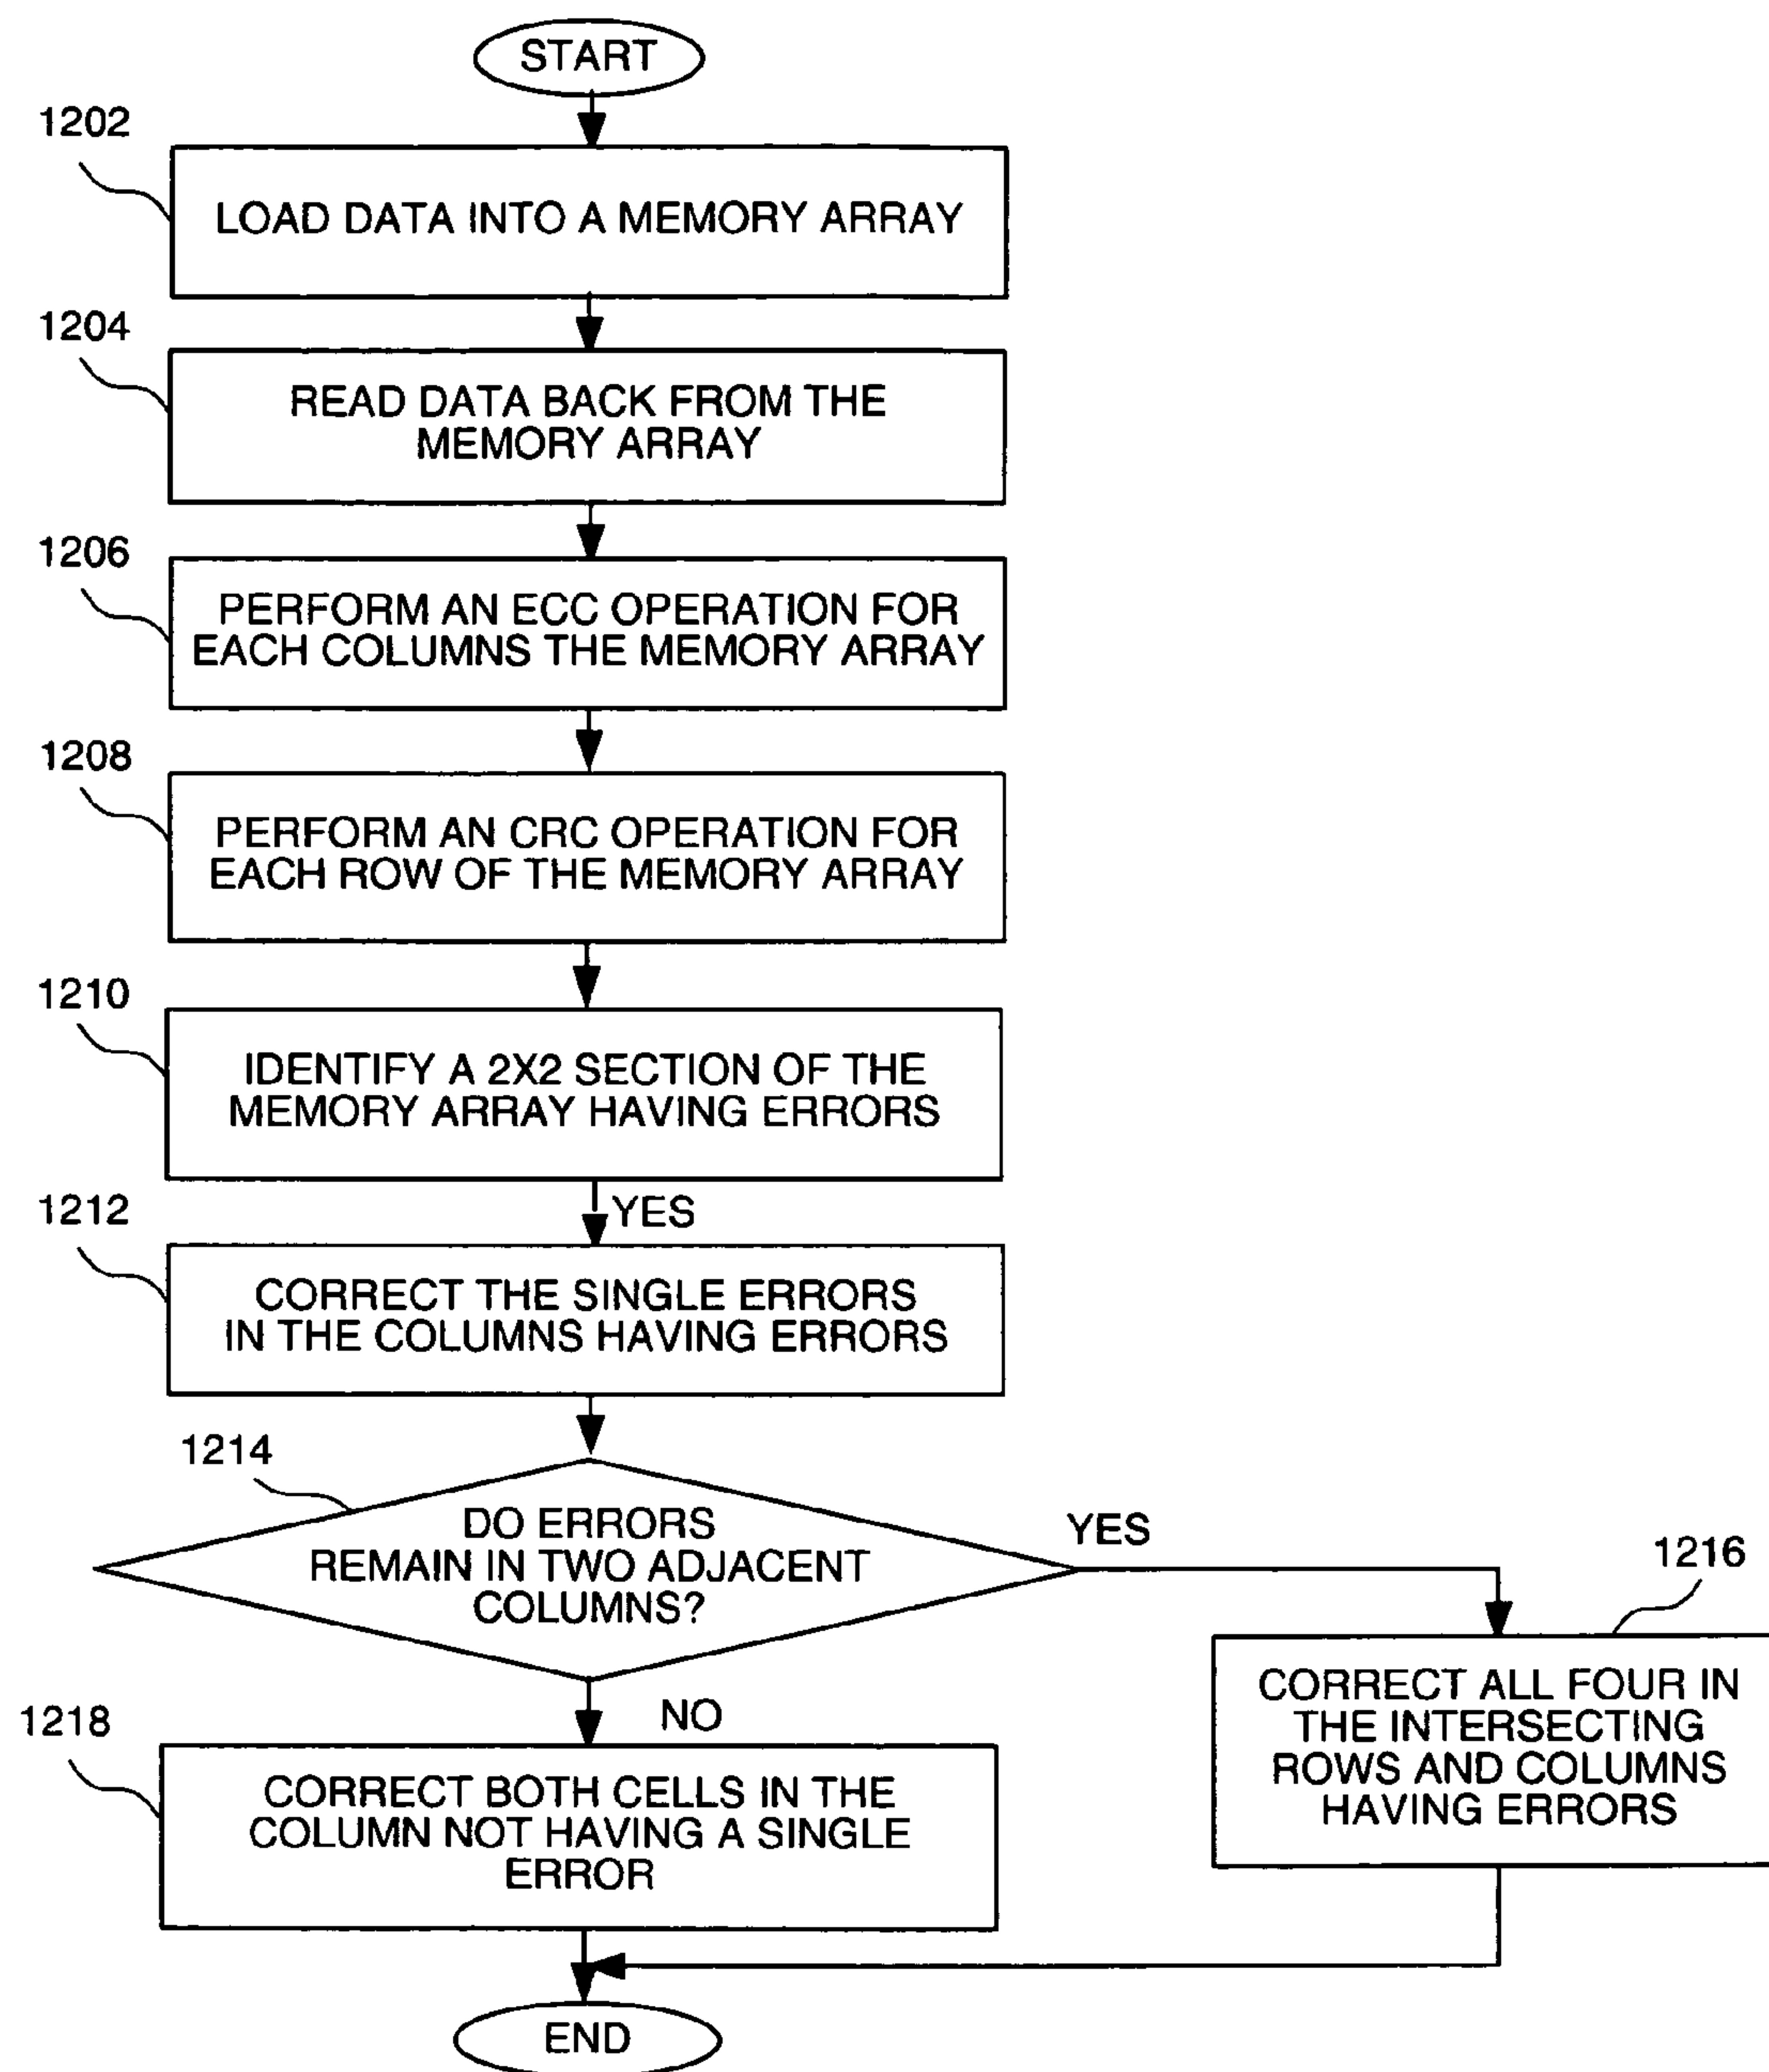 START
1202
LOAD DATA INTO A MEMORY ARRAY
1204
READ DATA BACK FROM THE
MEMORY ARRAY
1206
PERFORM AN ECC OPERATION FOR
EACH COLUMNS THE MEMORY ARRAY
1208
PERFORM AN CRC OPERATION FOR
EACH ROW OF THE MEMORY ARRAY
1210
IDENTIFY A 2X2 SECTION OF THE
MEMORY ARRAY HAVING ERRORS
YES
1212
CORRECT THE SINGLE ERRORS
IN THE COLUMNS HAVING ERRORS
1214
DO ERRORS
REMAIN IN TWO ADJACENT
COLUMNS?
YES
1216
CORRECT ALL FOUR IN
THE INTERSECTING
ROWS AND COLUMNS
HAVING ERRORS
NO
1218
CORRECT BOTH CELLS IN THE
COLUMN NOT HAVING A SINGLE
ERROR
END